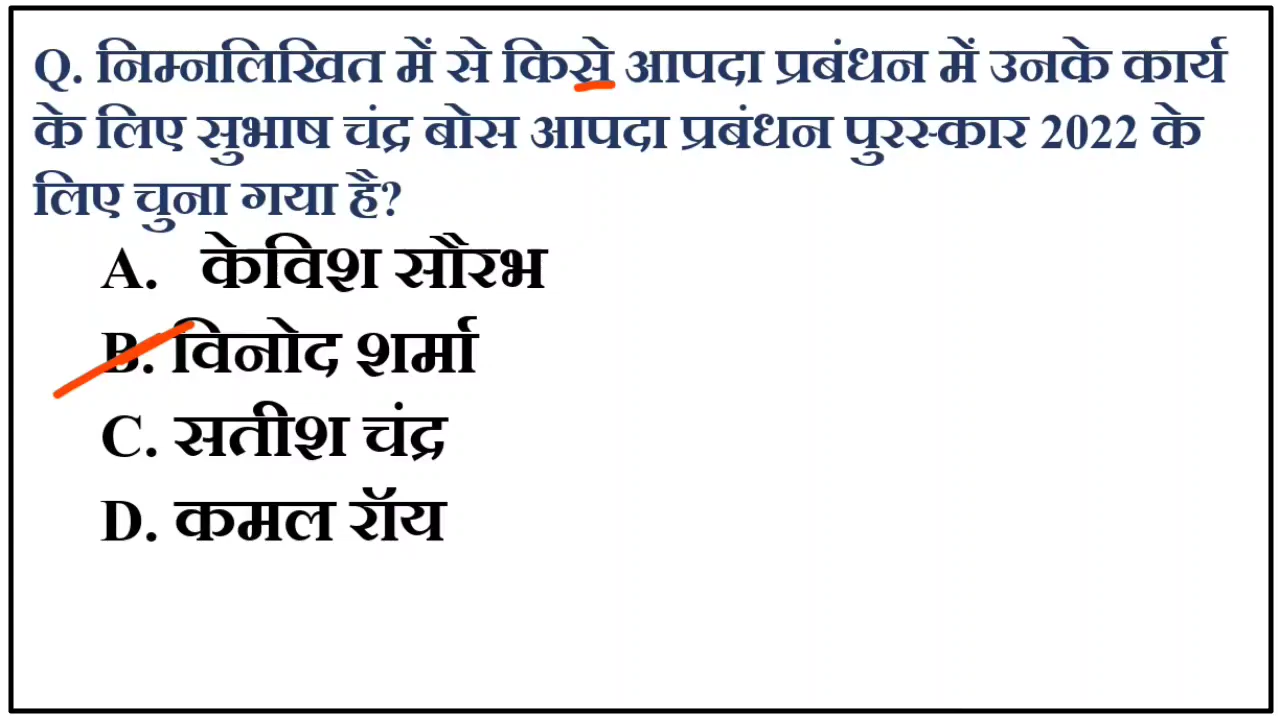 Q. निम्नलिखित में से किसे आपदा प्रबंधन में उनके कार्य
के लिए सुभाष चंद्र बोस आपदा प्रबंधन पुरस्कार 2022 के
लिए चुना गया है?
A. केविश सौरभ
B. विनोद शर्मा
C. सतीश चंद्र
D. कमल रॉय